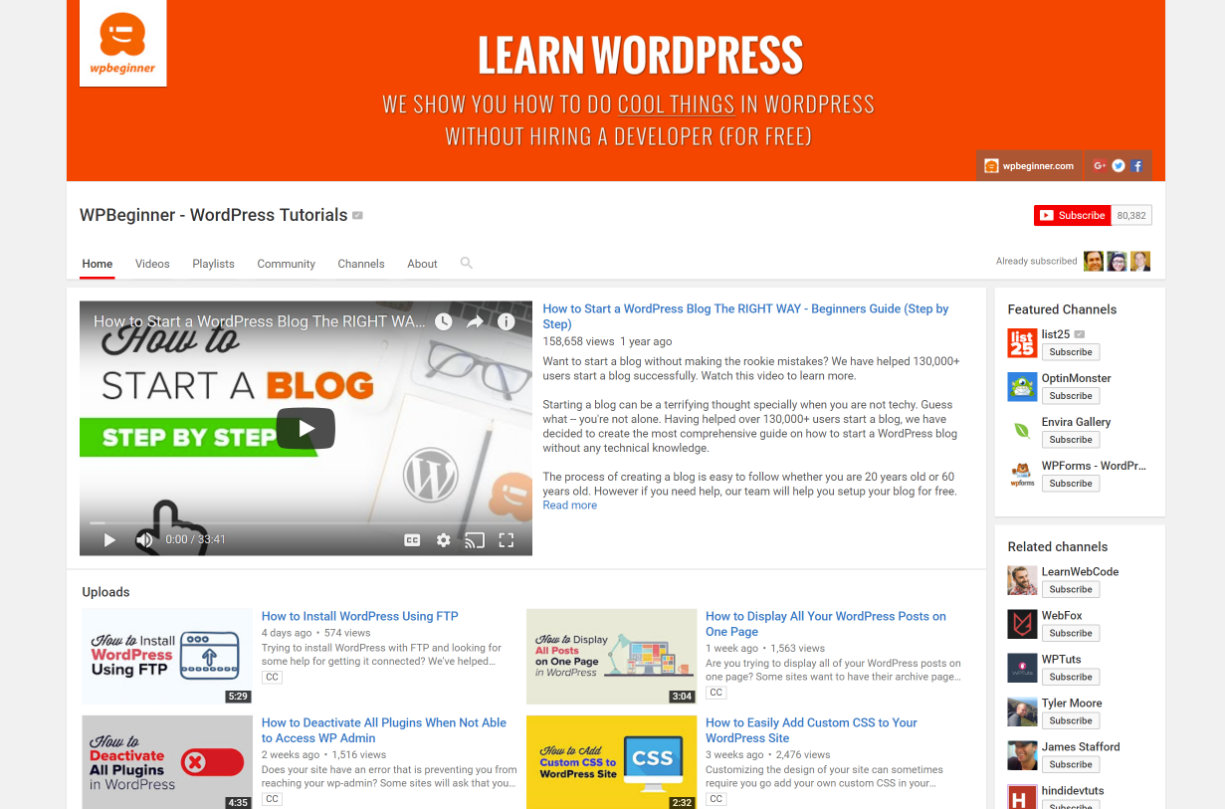 wpbeginner
LEARN WORDPRESS
WE SHOW YOU HOW TO DO COOL THINGS IN WORDPRESS
WITHOUT HIRING A DEVELOPER (FOR FREE)
wpbeginner.com
WPBeginner - WordPress Tutorials
Subscribe 80,382
Home Videos Playlists Community Channels About
Already subscribed
How to Start a WordPress Blog The RIGHT WA...
How to
START A BLOG
STEP BY STEP
0:00 / 33:41
CC
How to Start a WordPress Blog The RIGHT WAY - Beginners Guide (Step by
Step)
158,658 views 1 year ago
Want to start a blog without making the rookie mistakes? We have helped 130,000+
users start a blog successfully. Watch this video to learn more.
Starting a blog can be a terrifying thought specially when you are not techy. Guess
what -- you're not alone. Having helped over 130,000+ users start a blog, we have
decided to create the most comprehensive guide on how to start a WordPress blog
without any technical knowledge.
The process of creating a blog is easy to follow whether you are 20 years old or 60
years old. However if you need help, our team will help you setup your blog for free.
Read more
Featured Channels
list25
list 25
Subscribe
OptinMonster
Subscribe
Envira Gallery
Subscribe
WPForms - WordPr...
wpforms
Subscribe
Related channels
LearnWebCode
Subscribe
WebFox
Subscribe
WPTuts
WPTuts
Subscribe
Tyler Moore
Subscribe
James Stafford
Subscribe
hindidevtuts
H
Subscribe
Uploads
How to Install
WordPress
Using FTP
5:29
How to Install WordPress Using FTP
4 days ago • 574 views
Trying to install WordPress with FTP and looking for
some help for getting it connected? We've helped...
CC
How to Display
All Posts
on One Page
in WordPress
3:04
How to Display All Your WordPress Posts on
One Page
1 week ago • 1,563 views
Are you trying to display all of your WordPress posts on
one page? Some sites want to have their archive page...
CC
How to
Deactivate
All Plugins
in WordPress
4:35
How to Deactivate All Plugins When Not Able
to Access WP Admin
2 weeks ago • 1,516 views
Does your site have an error that is preventing you from
reaching your wp-admin? Some sites will ask that you...
CC
How to Add
Custom CSS to
WordPress Site
CSS
2:32
How to Easily Add Custom CSS to Your
WordPress Site
3 weeks ago • 2,476 views
Customizing the design of your site can sometimes
require you go add your own custom CSS in your...
CC